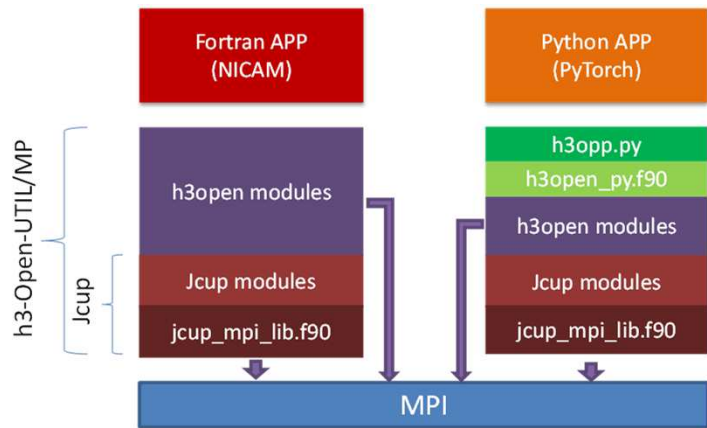 Fortran APP
(NICAM)
Python APP
(PyTorch)
h3-Open-UTIL/MP
Jcup
h3open modules
Jcup modules
jcup_mpi_lib.f90
h3opp.py
h3open_py.f90
h3open modules
Jcup modules
jcup_mpi_lib.f90
MPI